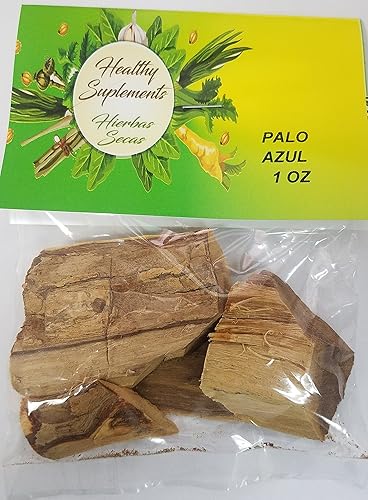 Healthy
Suplements
Hierbas
Secas
PALO
AZUL
1 OZ